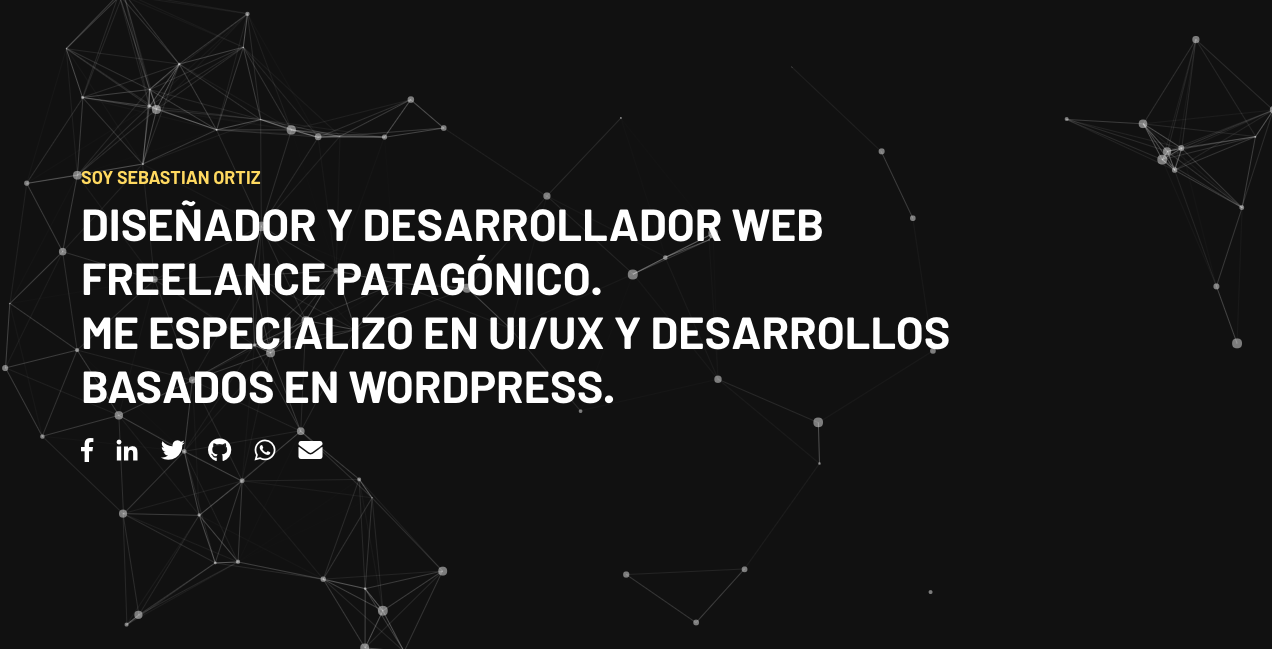 SOY SEBASTIAN ORTIZ
DISEÑADOR Y DESARROLLADOR WEB
FREELANCE PATAGÓNICO.
ME ESPECIALIZO EN UI/UX Y DESARROLLOS
BASADOS EN WORDPRESS.